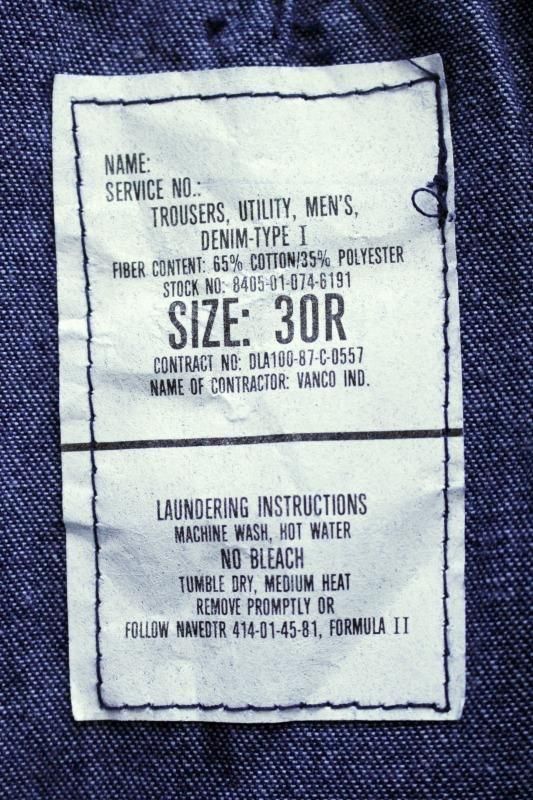 NAME:
SERVICE NO.:
TROUSERS, UTILITY, MEN'S,
DENIM-TYPE I
FIBER CONTENT: 65% COTTON/35% POLYESTER
STOCK NO: 8405-01-074-6191
SIZE: 30R
CONTRACT NO: DLA100-87-C-0557
NAME OF CONTRACTOR: VANCO IND.
LAUNDERING INSTRUCTIONS
MACHINE WASH, HOT WATER
NO BLEACH
TUMBLE DRY, MEDIUM HEAT
REMOVE PROMPTLY OR
FOLLOW NAVEDTR 414-01-45-81, FORMULA II